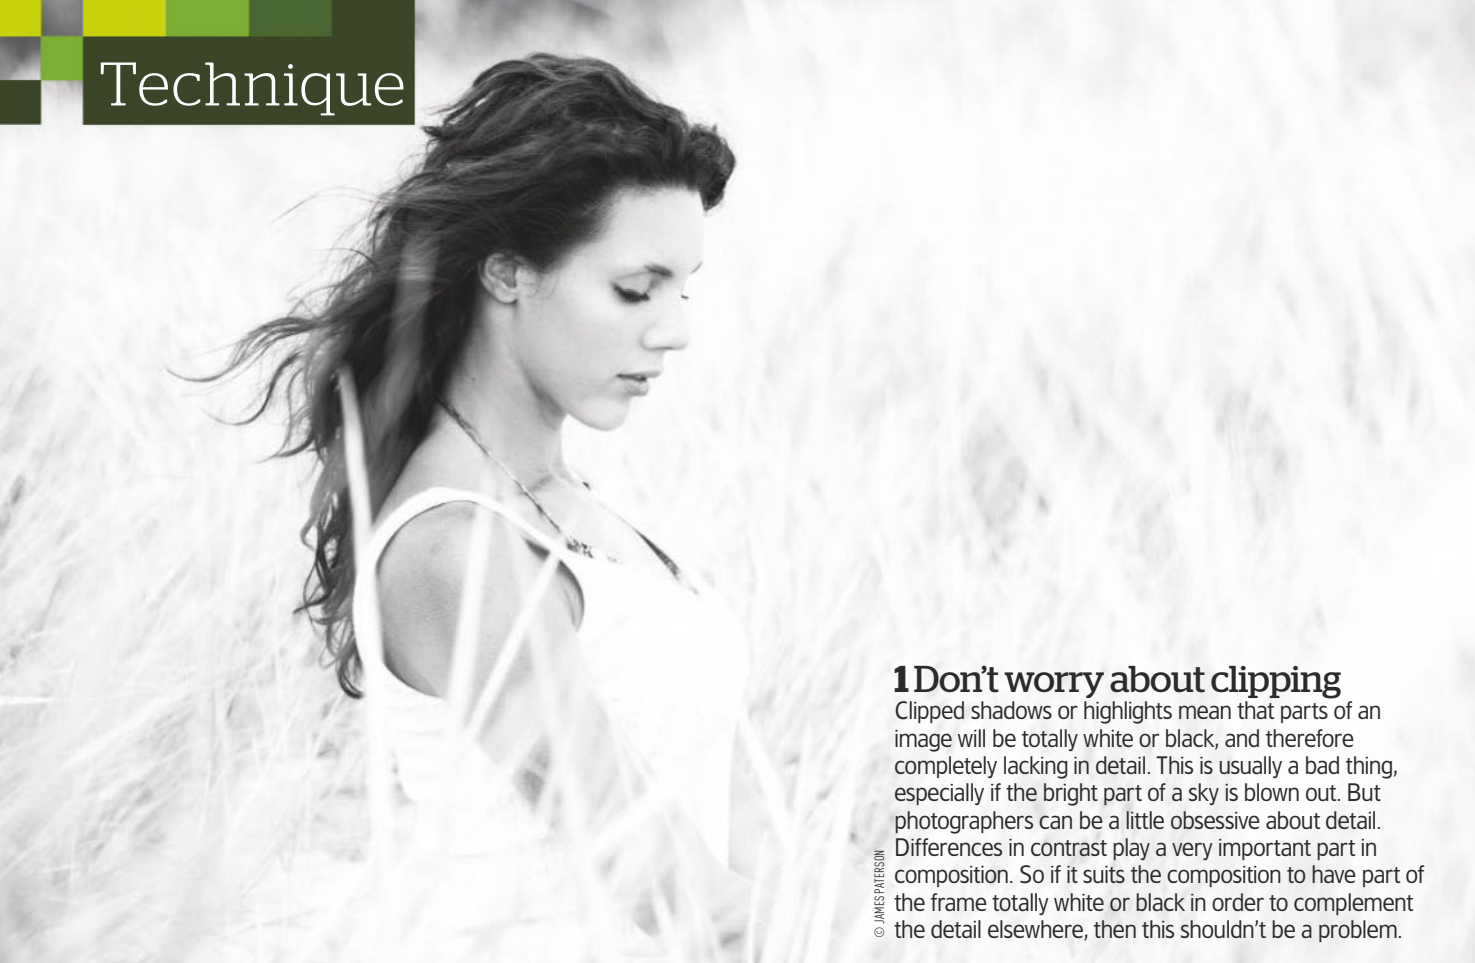 Technique
1 Don't worry about clipping
Clipped shadows or highlights mean that parts of an
image will be totally white or black, and therefore
completely lacking in detail. This is usually a bad thing,
especially if the bright part of a sky is blown out. But
photographers can be a little obsessive about detail.
Differences in contrast play a very important part in
composition. So if it suits the composition to have part of
the frame totally white or black in order to complement
the detail elsewhere, then this shouldn't be a problem.
© JAMES PATERSON